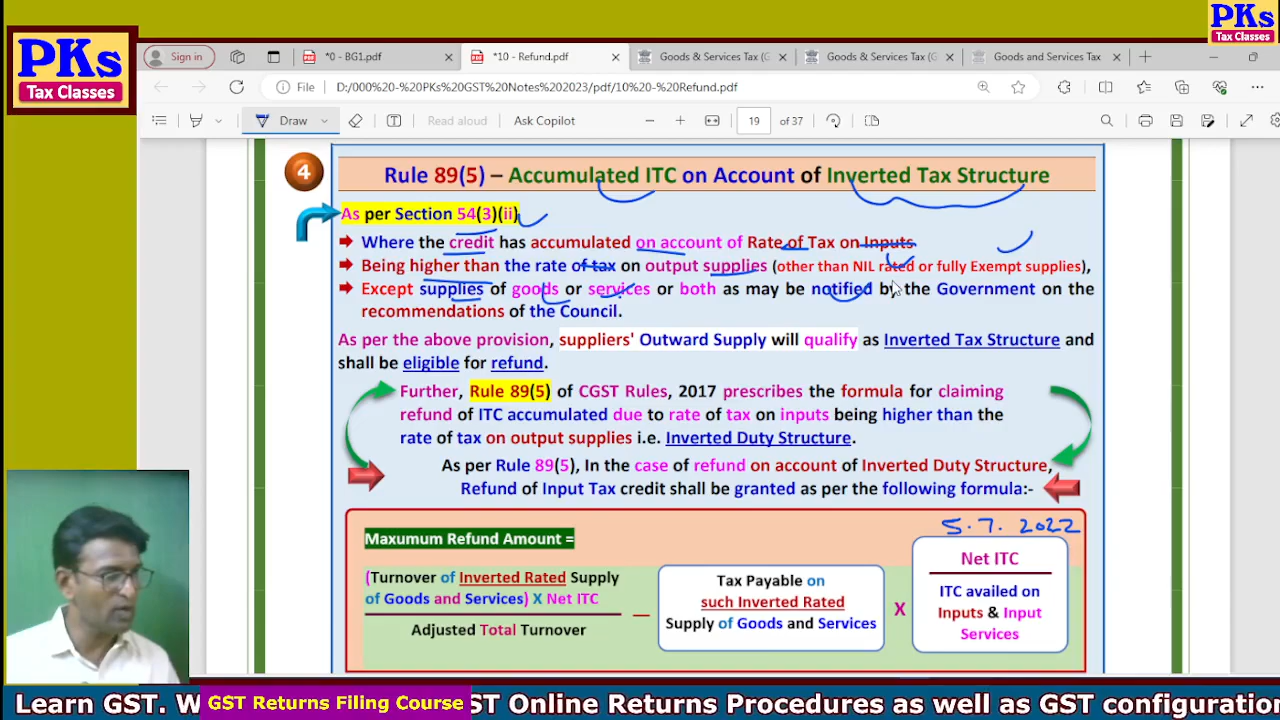 PKs
Tax Classes
PKs
Tax Classes
Sign in
*0 - BG1.pdf
*10 - Refund.pdf
Goods & Services Tax (G
Goods & Services Tax (G
Goods and Services Tax
File
D:/000%20-%20PKs%20GST%20Notes%202023/pdf/10%20-%20Refund.pdf
Draw
Read aloud
Ask Copilot
19 of 37
4
Rule 89(5) – Accumulated ITC on Account of Inverted Tax Structure
As per Section 54(3)(ii)
Where the credit has accumulated on account of Rate of Tax on Inputs
Being higher than the rate of tax on output supplies (other than NIL rated or fully Exempt supplies),
Except supplies of goods or services or both as may be notified by the Government on the
recommendations of the Council.
As per the above provision, suppliers' Outward Supply will qualify as Inverted Tax Structure and
shall be eligible for refund.
Further, Rule 89(5) of CGST Rules, 2017 prescribes the formula for claiming
refund of ITC accumulated due to rate of tax on inputs being higher than the
rate of tax on output supplies i.e. Inverted Duty Structure.
As per Rule 89(5), In the case of refund on account of Inverted Duty Structure,
Refund of Input Tax credit shall be granted as per the following formula:-
5.7.2022
Maxumum Refund Amount =
(Turnover of Inverted Rated Supply
of Goods and Services) X Net ITC
Adjusted Total Turnover
—
Tax Payable on
such Inverted Rated
Supply of Goods and Services
X
Net ITC
ITC availed on
Inputs & Input
Services
Learn GST. W
GST Returns Filing Course
ST Online Returns Procedures as well as GST configuration